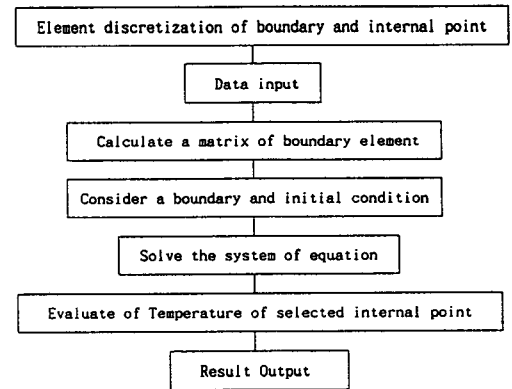 Element discretization of boundary and internal point
Data input
Calculate a matrix of boundary element
Consider a boundary and initial condition
Solve the system of equation
Evaluate of Temperature of selected internal point
Result Output